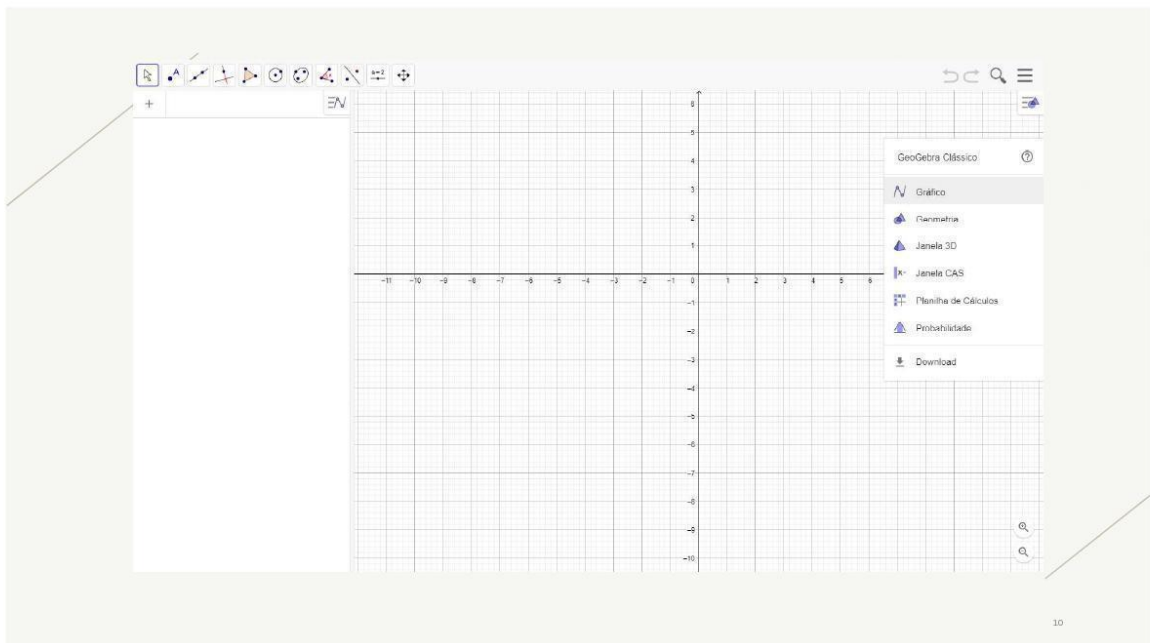 A
a=2
+
GeoGebra Clássico
Gráfico
Geometria
Janela 3D
x= Janela CAS
Planilha de Cálculos
Probabilidade
Download
6
5
4
3
2
1
-11 -10 -9 -8 -7 -6 -5 -4 -3 -2 -1 0 1 2 3 4 5 6
-1
-2
-3
-4
-5
-6
-7
-8
-9
-10
10